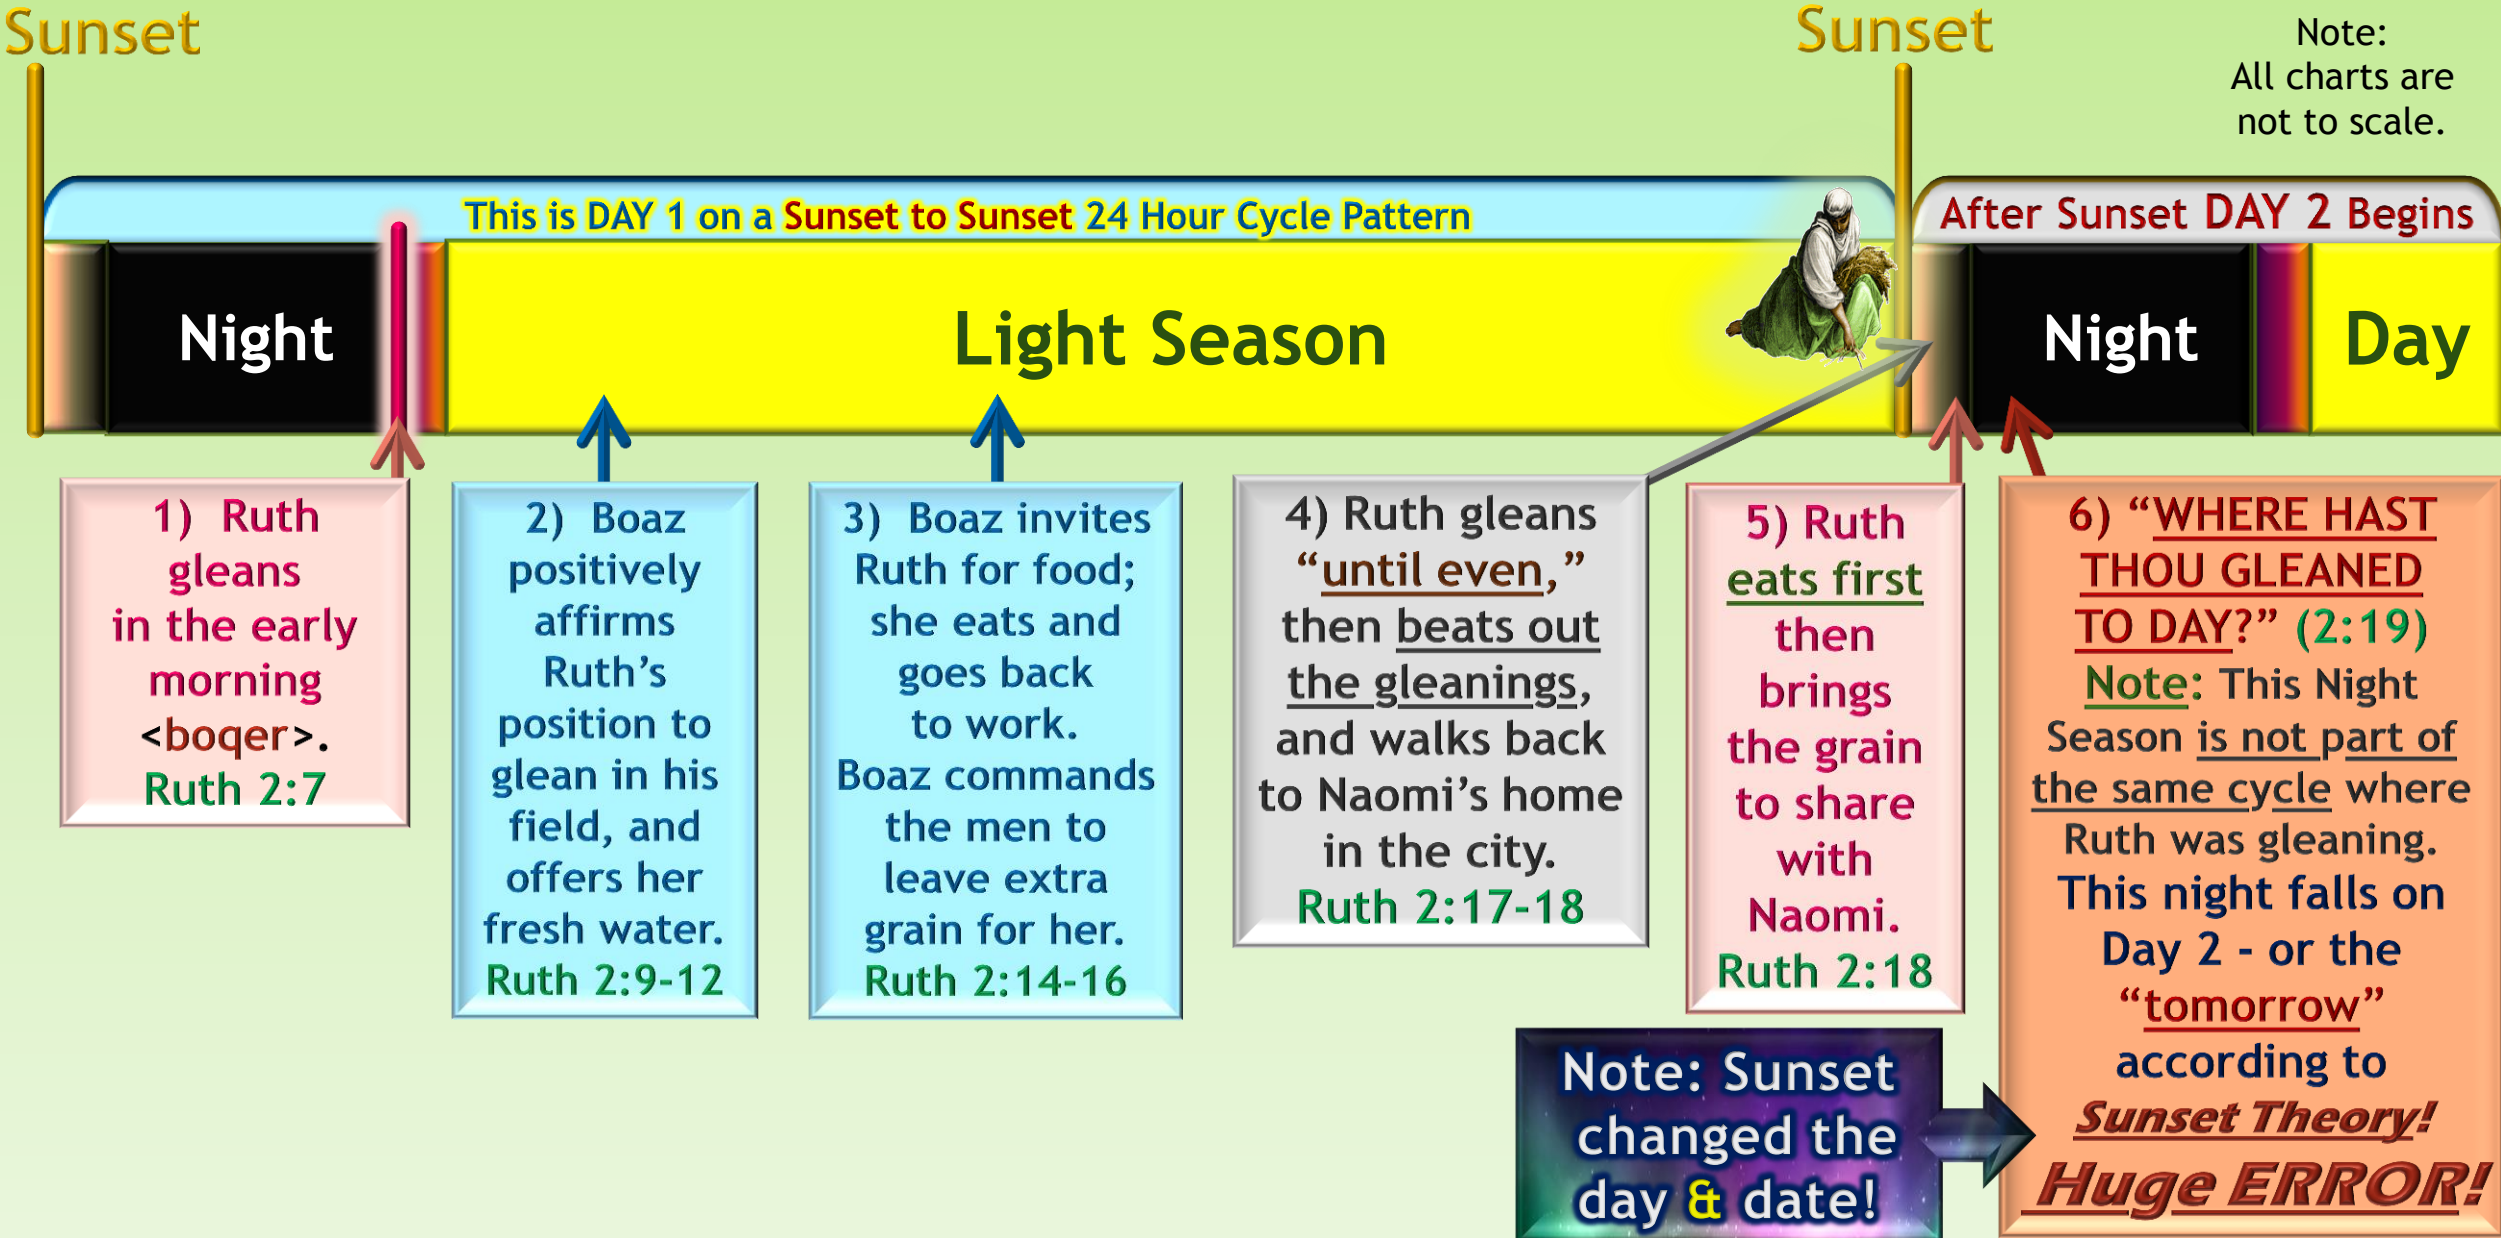 Sunset
Sunset
Note:
All charts are
not to scale.
This is DAY 1 on a Sunset to Sunset 24 Hour Cycle Pattern
After Sunset DAY 2 Begins
Night
Light Season
Night
Day
1) Ruth
gleans
in the early
morning
<boqer>.
Ruth 2:7
2) Boaz
positively
affirms
Ruth’s
position to
glean in his
field, and
offers her
fresh water.
Ruth 2:9-12
3) Boaz invites
Ruth for food;
she eats and
goes back
to work.
Boaz commands
the men to
leave extra
grain for her.
Ruth 2:14-16
4) Ruth gleans
“until even,”
then beats out
the gleanings,
and walks back
to Naomi’s home
in the city.
Ruth 2:17-18
5) Ruth
eats first
then
brings
the grain
to share
with
Naomi.
Ruth 2:18
6) “WHERE HAST
THOU GLEANED
TO DAY?” (2:19)
Note: This Night
Season is not part of
the same cycle where
Ruth was gleaning.
This night falls on
Day 2 - or the
“tomorrow”
according to
Sunset Theory!
Huge ERROR!
Note: Sunset
changed the
day & date!